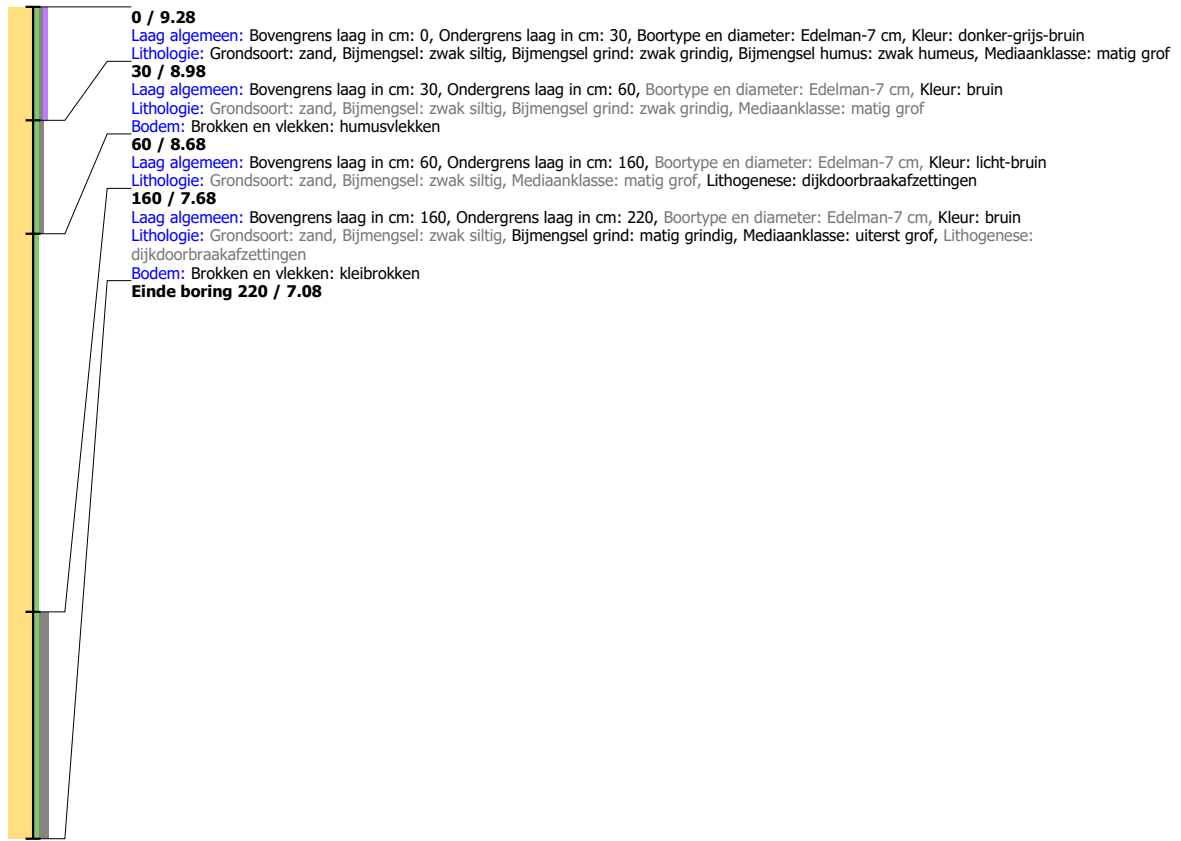 0 / 9.28
Laag algemeen: Bovengrens laag in cm: 0, Ondergrens laag in cm: 30, Boortype en diameter: Edelman-7 cm, Kleur: donker-grijs-bruin
Lithologie: Grondsoort: zand, Bijmengsel: zwak siltig, Bijmengsel grind: zwak grindig, Bijmengsel humus: zwak humeus, Mediaanklasse: matig grof
30 / 8.98
Laag algemeen: Bovengrens laag in cm: 30, Ondergrens laag in cm: 60, Boortype en diameter: Edelman-7 cm, Kleur: bruin
Lithologie: Grondsoort: zand, Bijmengsel: zwak siltig, Bijmengsel grind: zwak grindig, Mediaanklasse: matig grof
Bodem: Brokken en vlekken: humusvlekken
60 / 8.68
Laag algemeen: Bovengrens laag in cm: 60, Ondergrens laag in cm: 160, Boortype en diameter: Edelman-7 cm, Kleur: licht-bruin
Lithologie: Grondsoort: zand, Bijmengsel: zwak siltig, Mediaanklasse: matig grof, Lithogenese: dijkdoorbraakafzettingen
160 / 7.68
Laag algemeen: Bovengrens laag in cm: 160, Ondergrens laag in cm: 220, Boortype en diameter: Edelman-7 cm, Kleur: bruin
Lithologie: Grondsoort: zand, Bijmengsel: zwak siltig, Bijmengsel grind: matig grindig, Mediaanklasse: uiterst grof, Lithogenese:
dijkdoorbraakafzettingen
Bodem: Brokken en vlekken: kleibrokken
Einde boring 220 / 7.08